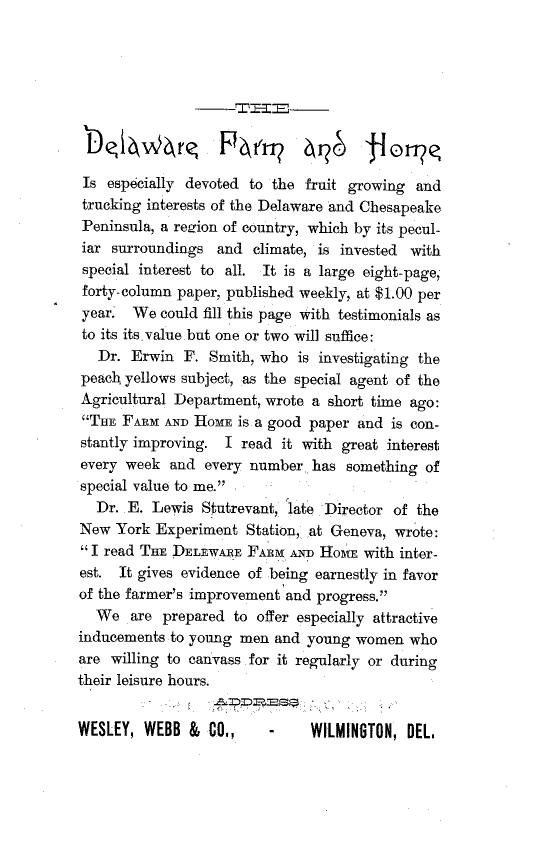 THE
Delaware Farm and Home
Is especially devoted to the fruit growing and
trucking interests of the Delaware and Chesapeake
Peninsula, a region of country, which by its pecul-
iar surroundings and climate, is invested with
special interest to all. It is a large eight-page,
forty-column paper, published weekly, at $1.00 per
year. We could fill this page with testimonials as
to its its value but one or two will suffice:
Dr. Erwin F. Smith, who is investigating the
peach yellows subject, as the special agent of the
Agricultural Department, wrote a short time ago:
“THE FARM AND HOME is a good paper and is con-
stantly improving. I read it with great interest
every week and every number has something of
special value to me.”
Dr. E. Lewis Stutrevant, late Director of the
New York Experiment Station, at Geneva, wrote:
“I read THE DELEWARE FARM AND HOME with inter-
est. It gives evidence of being earnestly in favor
of the farmer’s improvement and progress.”
We are prepared to offer especially attractive
inducements to young men and young women who
are willing to canvass for it regularly or during
their leisure hours.
ADDRESS
WESLEY, WEBB & CO., - WILMINGTON, DEL.